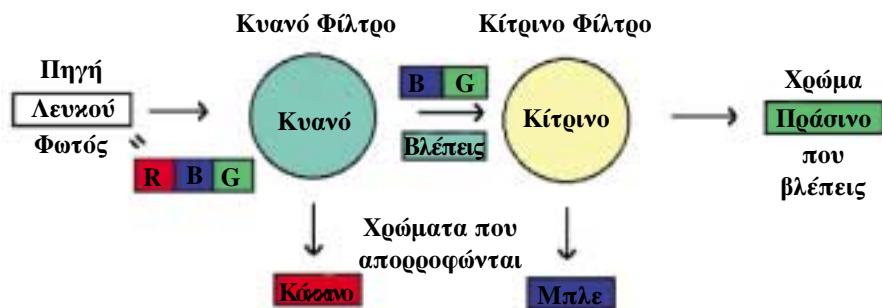 Κυανό Φίλτρο
Κίτρινο Φίλτρο
Πηγή
Λευκού
Φωτός
R B G
Κυανό
B G
Βλέπεις
Κίτρινο
Χρώμα
Πράσινο
που
βλέπεις
Χρώματα που
απορροφώνται
Κόκκινο
Μπλε